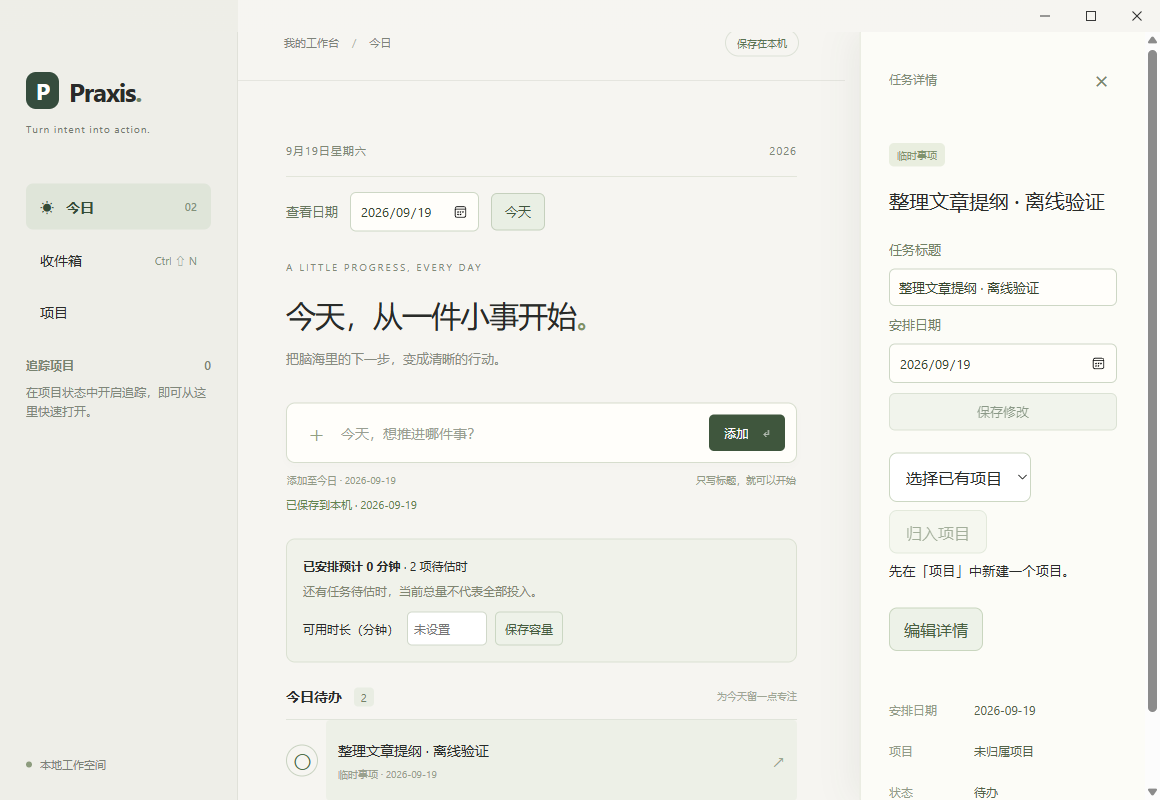 P Praxis.
Turn intent into action.
今日 02
收件箱 Ctrl ⇧ N
项目
追踪项目 0
在项目状态中开启追踪，即可从这
里快速打开。
本地工作空间
我的工作台 / 今日
保存在本机
9月19日星期六 2026
查看日期 2026/09/19 今天
A LITTLE PROGRESS, EVERY DAY
今天，从一件小事开始。
把脑海里的下一步，变成清晰的行动。
今天，想推进哪件事？ 添加
添加至今日 · 2026-09-19 只写标题，就可以开始
已保存到本机 · 2026-09-19
已安排预计 0 分钟 · 2 项待估时
还有任务待估时，当前总量不代表全部投入。
可用时长（分钟） 未设置 保存容量
今日待办 2 为今天留一点专注
整理文章提纲 · 离线验证
临时事项 · 2026-09-19
任务详情
临时事项
整理文章提纲 · 离线验证
任务标题
整理文章提纲 · 离线验证
安排日期
2026/09/19
保存修改
选择已有项目
归入项目
先在「项目」中新建一个项目。
编辑详情
安排日期 2026-09-19
项目 未归属项目
状态 待办